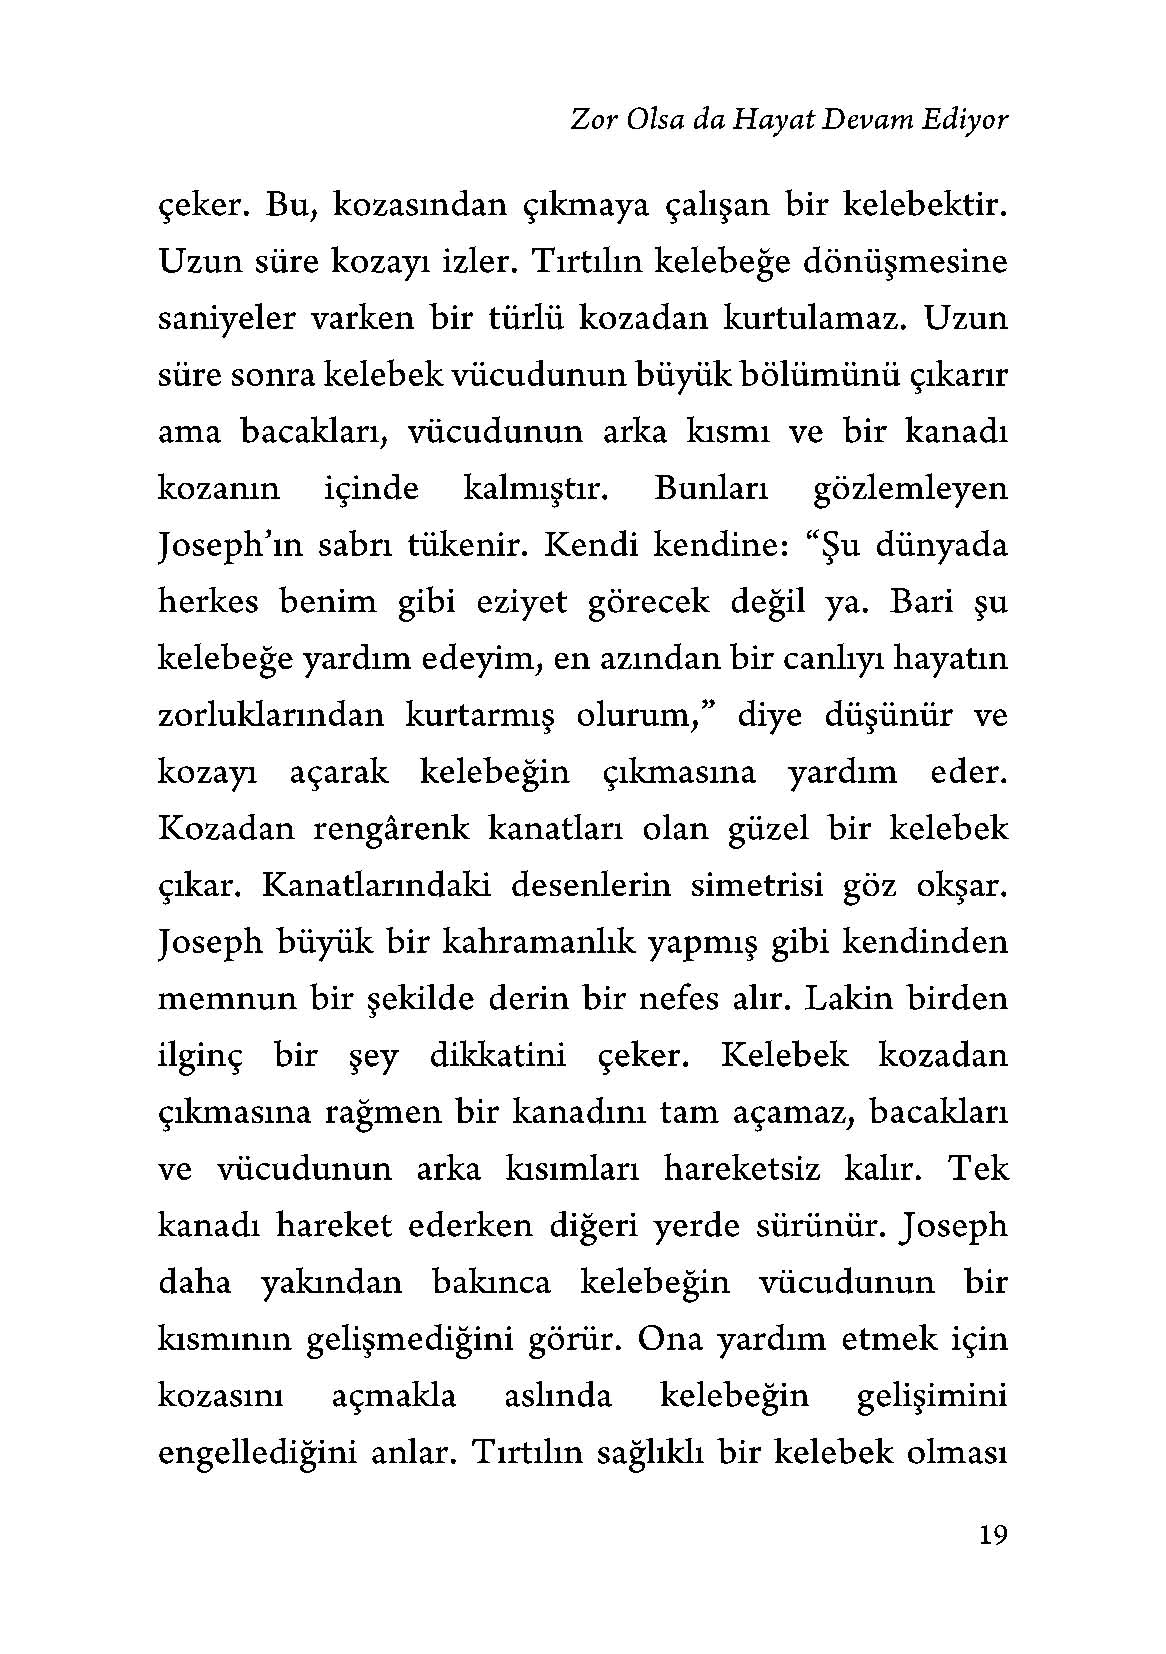 Zor Olsa da Hayat Devam Ediyor
çeker. Bu, kozasından çıkmaya çalışan bir kelebektir.
Uzun süre kozayı izler. Tırtılın kelebeğe dönüşmesine
saniyeler varken bir türlü kozadan kurtulamaz. Uzun
süre sonra kelebek vücudunun büyük bölümünü çıkarır
ama bacakları, vücudunun arka kısmı ve bir kanadı
kozanın içinde kalmıştır. Bunları gözlemleyen
Joseph’ın sabrı tükenir. Kendi kendine: “Şu dünyada
herkes benim gibi eziyet görecek değil ya. Bari şu
kelebeğe yardım edeyim, en azından bir canlıyı hayatın
zorluklarından kurtarmış olurum,” diye düşünür ve
kozayı açarak kelebeğin çıkmasına yardım eder.
Kozadan rengârenk kanatları olan güzel bir kelebek
çıkar. Kanatlarındaki desenlerin simetrisi göz okşar.
Joseph büyük bir kahramanlık yapmış gibi kendinden
memnun bir şekilde derin bir nefes alır. Lakin birden
ilginç bir şey dikkatini çeker. Kelebek kozadan
çıkmasına rağmen bir kanadını tam açamaz, bacakları
ve vücudunun arka kısımları hareketsiz kalır. Tek
kanadı hareket ederken diğeri yerde sürünür. Joseph
daha yakından bakınca kelebeğin vücudunun bir
kısmının gelişmediğini görür. Ona yardım etmek için
kozasını açmakla aslında kelebeğin gelişimini
engellediğini anlar. Tırtılın sağlıklı bir kelebek olması
19